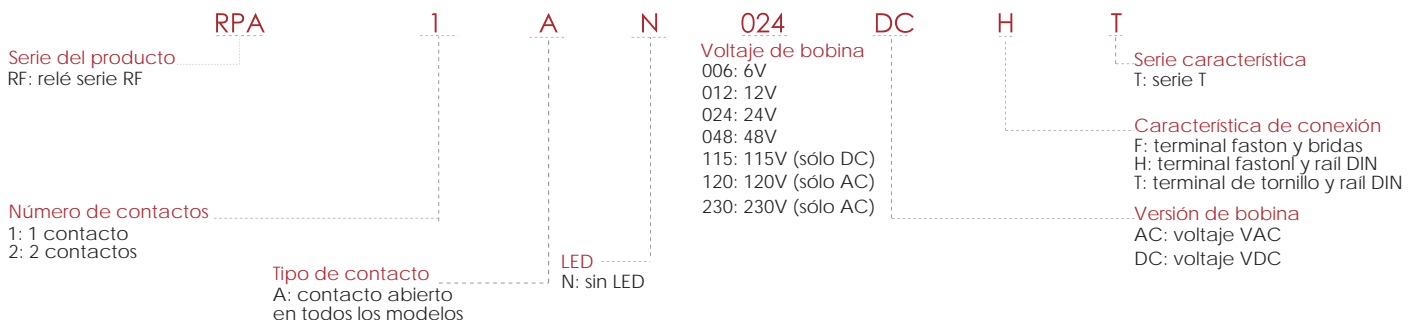 RPA 1 A N 024 DC H T
Serie del producto
RF: relé serie RF
Número de contactos
1: 1 contacto
2: 2 contactos
Tipo de contacto
A: contacto abierto
en todos los modelos
LED
N: sin LED
Voltaje de bobina
006: 6V
012: 12V
024: 24V
048: 48V
115: 115V (sólo DC)
120: 120V (sólo AC)
230: 230V (sólo AC)
Serie característica
T: serie T
Característica de conexión
F: terminal faston y bridas
H: terminal fastonl y raíl DIN
T: terminal de tornillo y raíl DIN
Versión de bobina
AC: voltaje VAC
DC: voltaje VDC